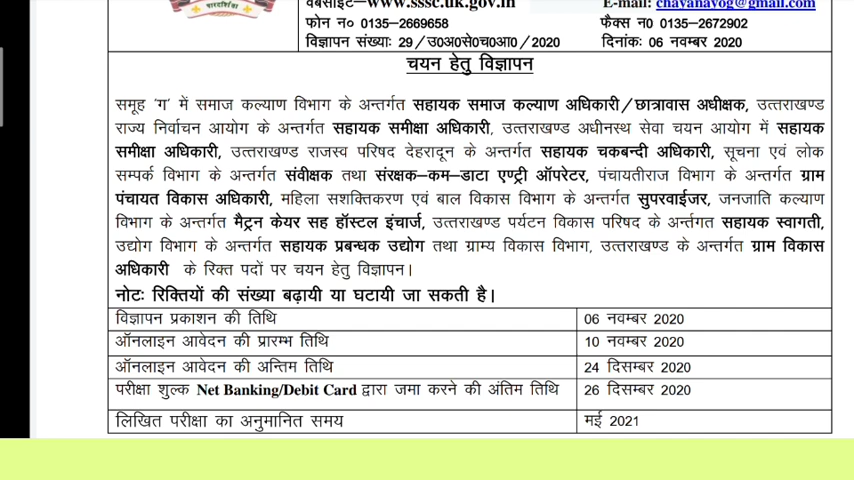 पारदर्शिता
वेबसाईट–www.sssc.uk.gov.in
E-mail: chayanayog@gmail.com
फोन न० 0135-2669658
फैक्स न0 0135-2672902
विज्ञापन संख्याः 29/उ0अ0से0च0आ0/2020
दिनांकः 06 नवम्बर 2020
चयन हेतु विज्ञापन
समूह 'ग' में समाज कल्याण विभाग के अन्तर्गत सहायक समाज कल्याण अधिकारी/छात्रावास अधीक्षक, उत्तराखण्ड
राज्य निर्वाचन आयोग के अन्तर्गत सहायक समीक्षा अधिकारी, उत्तराखण्ड अधीनस्थ सेवा चयन आयोग में सहायक
समीक्षा अधिकारी, उत्तराखण्ड राजस्व परिषद देहरादून के अन्तर्गत सहायक चकबन्दी अधिकारी, सूचना एवं लोक
सम्पर्क विभाग के अन्तर्गत संवीक्षक तथा संरक्षक–कम–डाटा एण्ट्री ऑपरेटर, पंचायतीराज विभाग के अन्तर्गत ग्राम
पंचायत विकास अधिकारी, महिला सशक्तिकरण एवं बाल विकास विभाग के अन्तर्गत सुपरवाईजर, जनजाति कल्याण
विभाग के अन्तर्गत मैट्रन केयर सह हॉस्टल इंचार्ज, उत्तराखण्ड पर्यटन विकास परिषद के अर्न्तगत सहायक स्वागती,
उद्योग विभाग के अन्तर्गत सहायक प्रबन्धक उद्योग तथा ग्राम्य विकास विभाग, उत्तराखण्ड के अन्तर्गत ग्राम विकास
अधिकारी के रिक्त पदों पर चयन हेतु विज्ञापन।
नोटः रिक्तियों की संख्या बढ़ायी या घटायी जा सकती है।
विज्ञापन प्रकाशन की तिथि 06 नवम्बर 2020
ऑनलाइन आवेदन की प्रारम्भ तिथि 10 नवम्बर 2020
ऑनलाइन आवेदन की अन्तिम तिथि 24 दिसम्बर 2020
परीक्षा शुल्क Net Banking/Debit Card द्वारा जमा करने की अंतिम तिथि 26 दिसम्बर 2020
लिखित परीक्षा का अनुमानित समय मई 2021